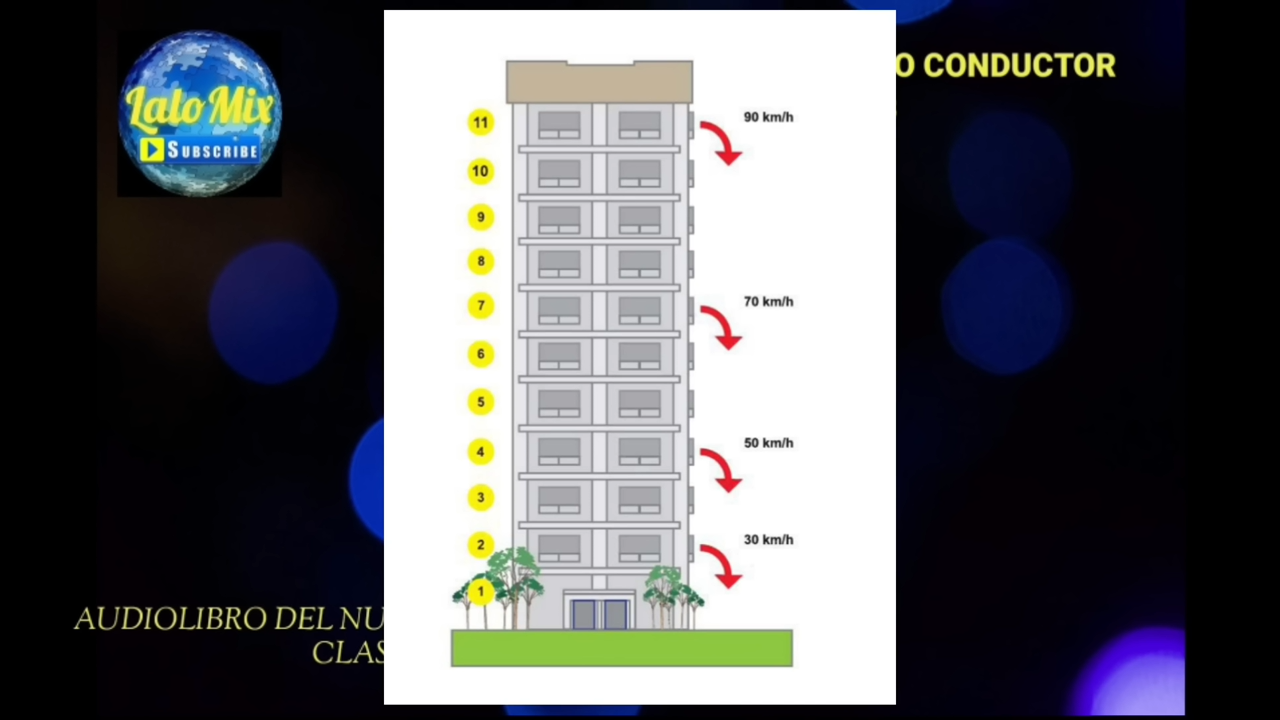 Lalo Mix
SUBSCRIBE
O CONDUCTOR
11
90 km/h
10
9
8
7
70 km/h
6
5
4
50 km/h
3
2
30 km/h
1
AUDIOLIBRO DEL NU
CLAS